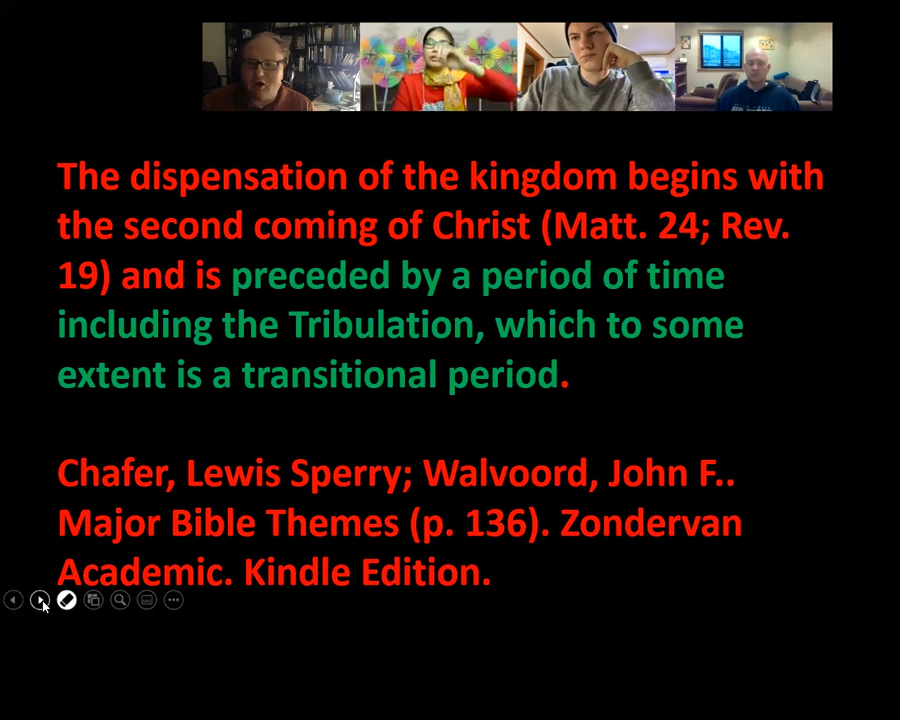 The dispensation of the kingdom begins with
the second coming of Christ (Matt. 24; Rev.
19) and is preceded by a period of time
including the Tribulation, which to some
extent is a transitional period.
Chafer, Lewis Sperry; Walvoord, John F..
Major Bible Themes (p. 136). Zondervan
Academic. Kindle Edition.